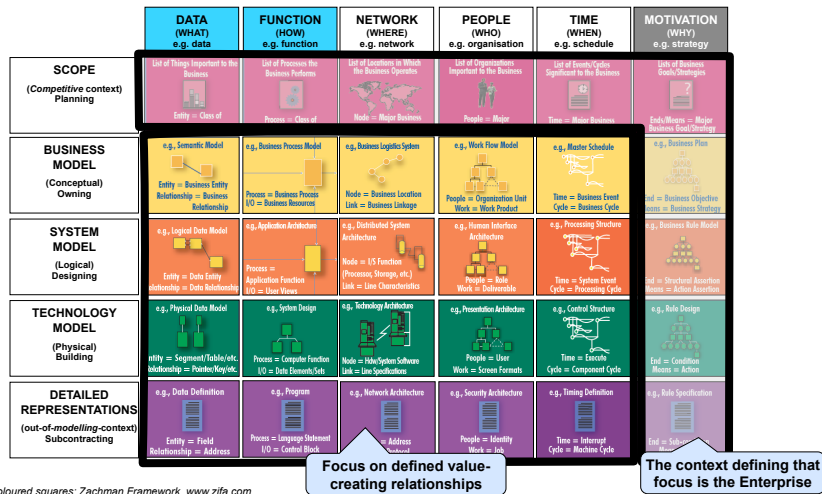 DATA
(WHAT)
e.g. data
FUNCTION
(HOW)
e.g. function
NETWORK
(WHERE)
e.g. network
PEOPLE
(WHO)
e.g. organisation
TIME
(WHEN)
e.g. schedule
MOTIVATION
(WHY)
e.g. strategy
SCOPE
(Competitive context)
Planning
List of Things Important to the
Business
Entity = Class of
List of Processes the
Business Performs
Process = Class of
List of Locations in Which
the Business Operates
Node = Major Business
List of Organizations
Important to the Business
People = Major
List of Events/Cycles
Significant to the Business
Time = Major Business
Lists of Business
Goals/Strategies
Ends/Means = Major
Business Goal/Strategy
BUSINESS
MODEL
(Conceptual)
Owning
e.g., Semantic Model
Entity = Business Entity
Relationship = Business
Relationship
e.g., Business Process Model
Process = Business Process
I/O = Business Resources
e.g., Business Logistics System
Node = Business Location
Link = Business Linkage
e.g., Work Flow Model
People = Organization Unit
Work = Work Product
e.g., Master Schedule
Time = Business Event
Cycle = Business Cycle
e.g., Business Plan
End = Business Objective
Means = Business Strategy
SYSTEM
MODEL
(Logical)
Designing
e.g., Logical Data Model
Entity = Data Entity
Relationship = Data Relationship
e.g., Application Architecture
Process =
Application Function
I/O = User Views
e.g., Distributed System
Architecture
Node = I/S Function
(Processor, Storage, etc.)
Link = Line Characteristics
e.g., Human Interface
Architecture
People = Role
Work = Deliverable
e.g., Processing Structure
Time = System Event
Cycle = Processing Cycle
e.g., Business Role Model
End = Structural Assertion
Means = Action Assertion
TECHNOLOGY
MODEL
(Physical)
Building
e.g., Physical Data Model
Entity = Segment/Table/etc.
Relationship = Pointer/Key/etc.
e.g., System Design
Process = Computer Function
I/O = Data Elements/Sets
e.g., Technology Architecture
Node = Hdw/System Software
Link = Line Specifications
e.g., Presentation Architecture
People = User
Work = Screen Formats
e.g., Control Structure
Time = Execute
Cycle = Component Cycle
e.g., Rule Design
End = Condition
Means = Action
DETAILED
REPRESENTATIONS
(out-of-modelling-context)
Subcontracting
e.g., Data Definition
Entity = Field
Relationship = Address
e.g., Program
Process = Language Statement
I/O = Control Block
e.g., Network Architecture
Address
e.g., Security Architecture
People = Identity
Work = Job
e.g., Timing Definition
Time = Interrupt
Cycle = Machine Cycle
e.g., Rule Specification
End =
Focus on defined value-
creating relationships
The context defining that
focus is the Enterprise
oloured squares: Zachman Framework, www.zifa.com